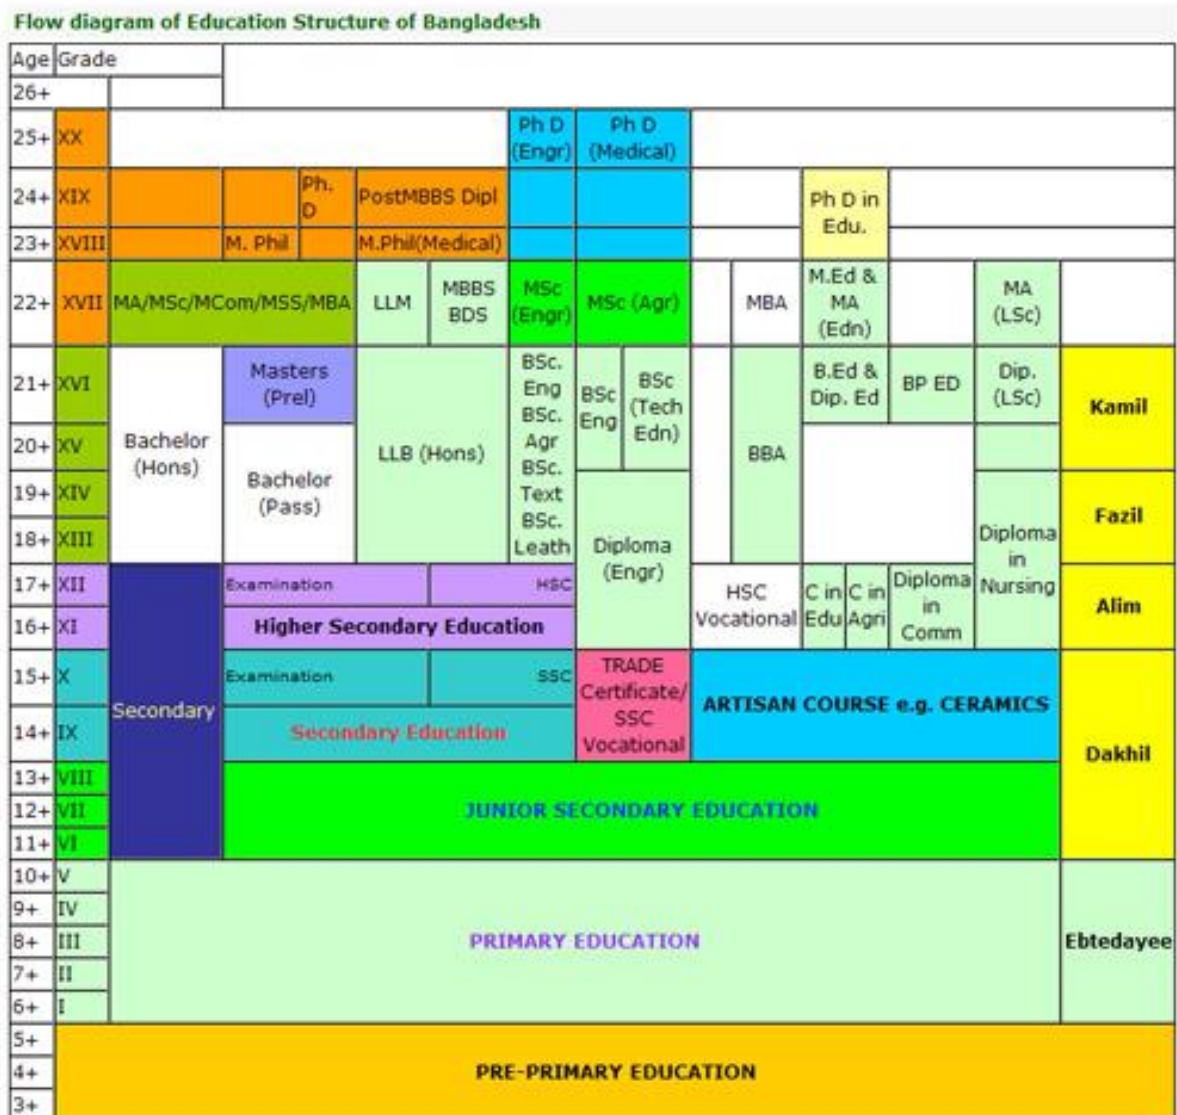 Flow diagram of Education Structure of Bangladesh
Age Grade
26+
25+ XX Ph D (Engr) Ph D (Medical)
24+ XIX Ph. D PostMBBS Dipl Ph D in Edu.
23+ XVIII M. Phil M.Phil(Medical)
22+ XVII MA/MSc/MCom/MSS/MBA LLM MBBS BDS MSc (Engr) MSc (Agr) MBA M.Ed & MA (Edn) MA (LSc)
21+ XVI Masters (Prel) BSc. Eng BSc. Agr BSc. Text BSc. Leath BSc Eng BSc (Tech Edn) B.Ed & Dip. Ed BP ED Dip. (LSc) Kamil
20+ XV Bachelor (Hons) Bachelor (Pass) LLB (Hons) BBA
19+ XIV Diploma (Engr) Diploma in Nursing Fazil
18+ XIII
17+ XII Examination HSC HSC Vocational C in Edu C in Agri Diploma in Comm Alim
16+ XI Higher Secondary Education
15+ X Secondary Examination SSC TRADE Certificate/ SSC Vocational ARTISAN COURSE e.g. CERAMICS Dakhil
14+ IX Secondary Education
13+ VIII
12+ VII JUNIOR SECONDARY EDUCATION
11+ VI
10+ V
9+ IV
8+ III PRIMARY EDUCATION Ebtedayee
7+ II
6+ I
5+
4+ PRE-PRIMARY EDUCATION
3+